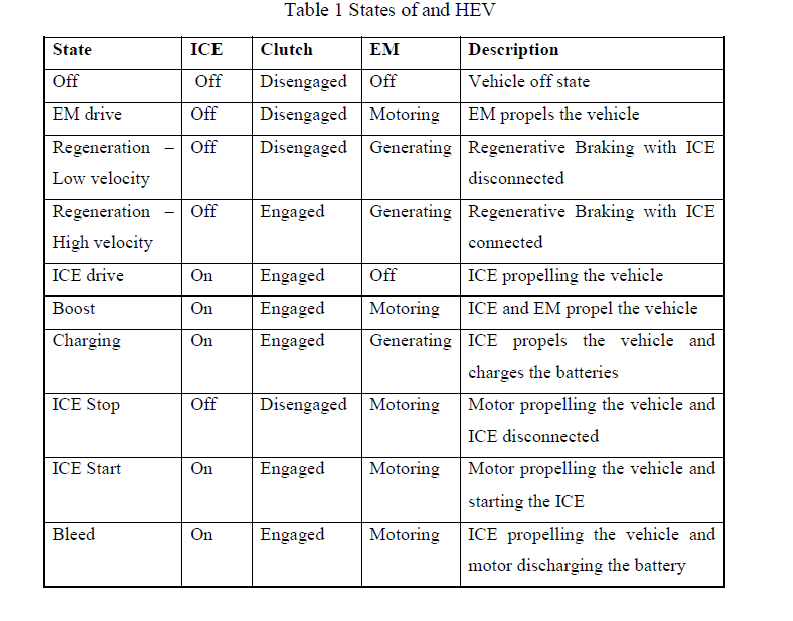 Table 1 States of and HEV
State ICE Clutch EM Description
Off Off Disengaged Off Vehicle off state
EM drive Off Disengaged Motoring EM propels the vehicle
Regeneration – Off Disengaged Generating Regenerative Braking with ICE
Low velocity disconnected
Regeneration – Off Engaged Generating Regenerative Braking with ICE
High velocity connected
ICE drive On Engaged Off ICE propelling the vehicle
Boost On Engaged Motoring ICE and EM propel the vehicle
Charging On Engaged Generating ICE propels the vehicle and
charges the batteries
ICE Stop Off Disengaged Motoring Motor propelling the vehicle and
ICE disconnected
ICE Start On Engaged Motoring Motor propelling the vehicle and
starting the ICE
Bleed On Engaged Motoring ICE propelling the vehicle and
motor discharging the battery